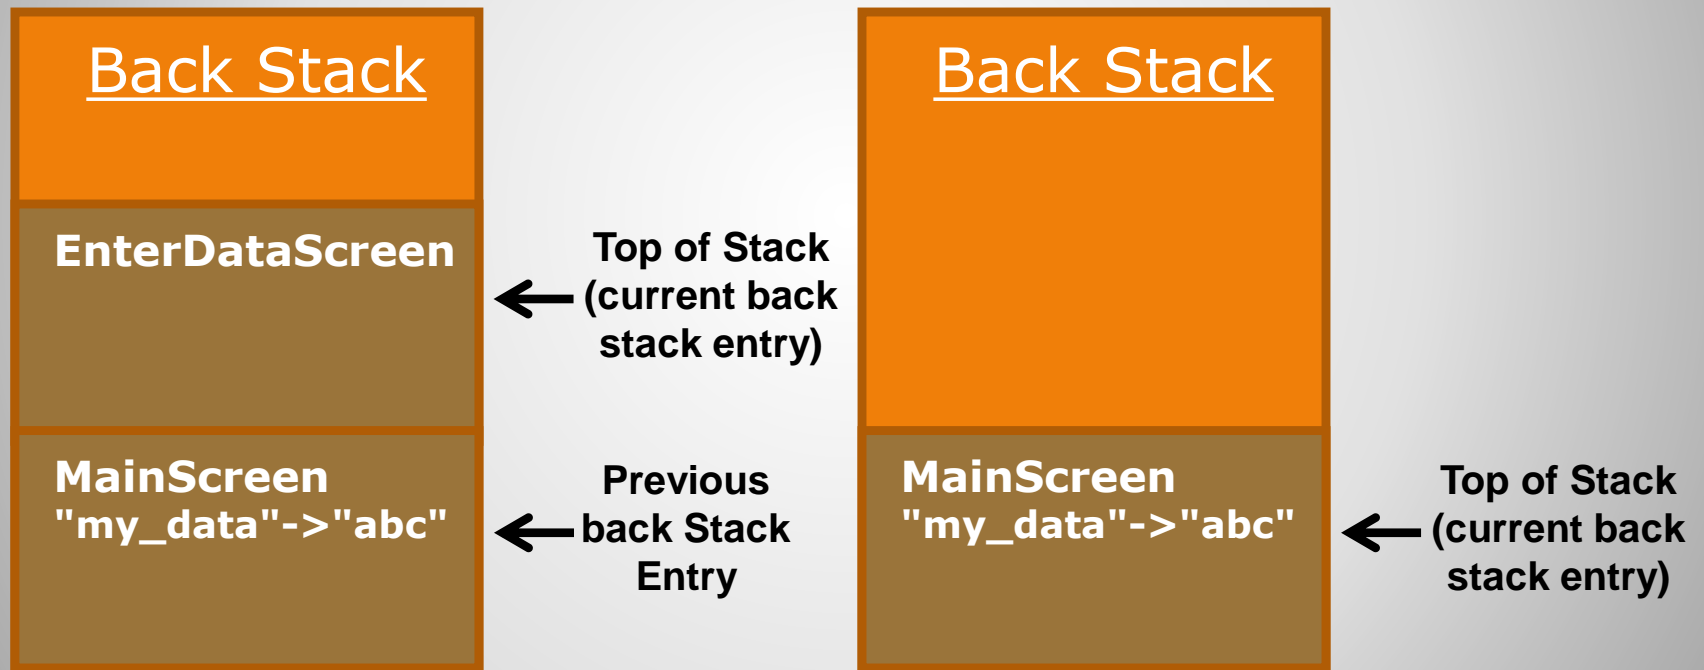 Back Stack
EnterDataScreen
Top of Stack
(current back
stack entry)
MainScreen
"my_data"->"abc"
Previous
back Stack
Entry
Back Stack
MainScreen
"my_data"->"abc"
Top of Stack
(current back
stack entry)